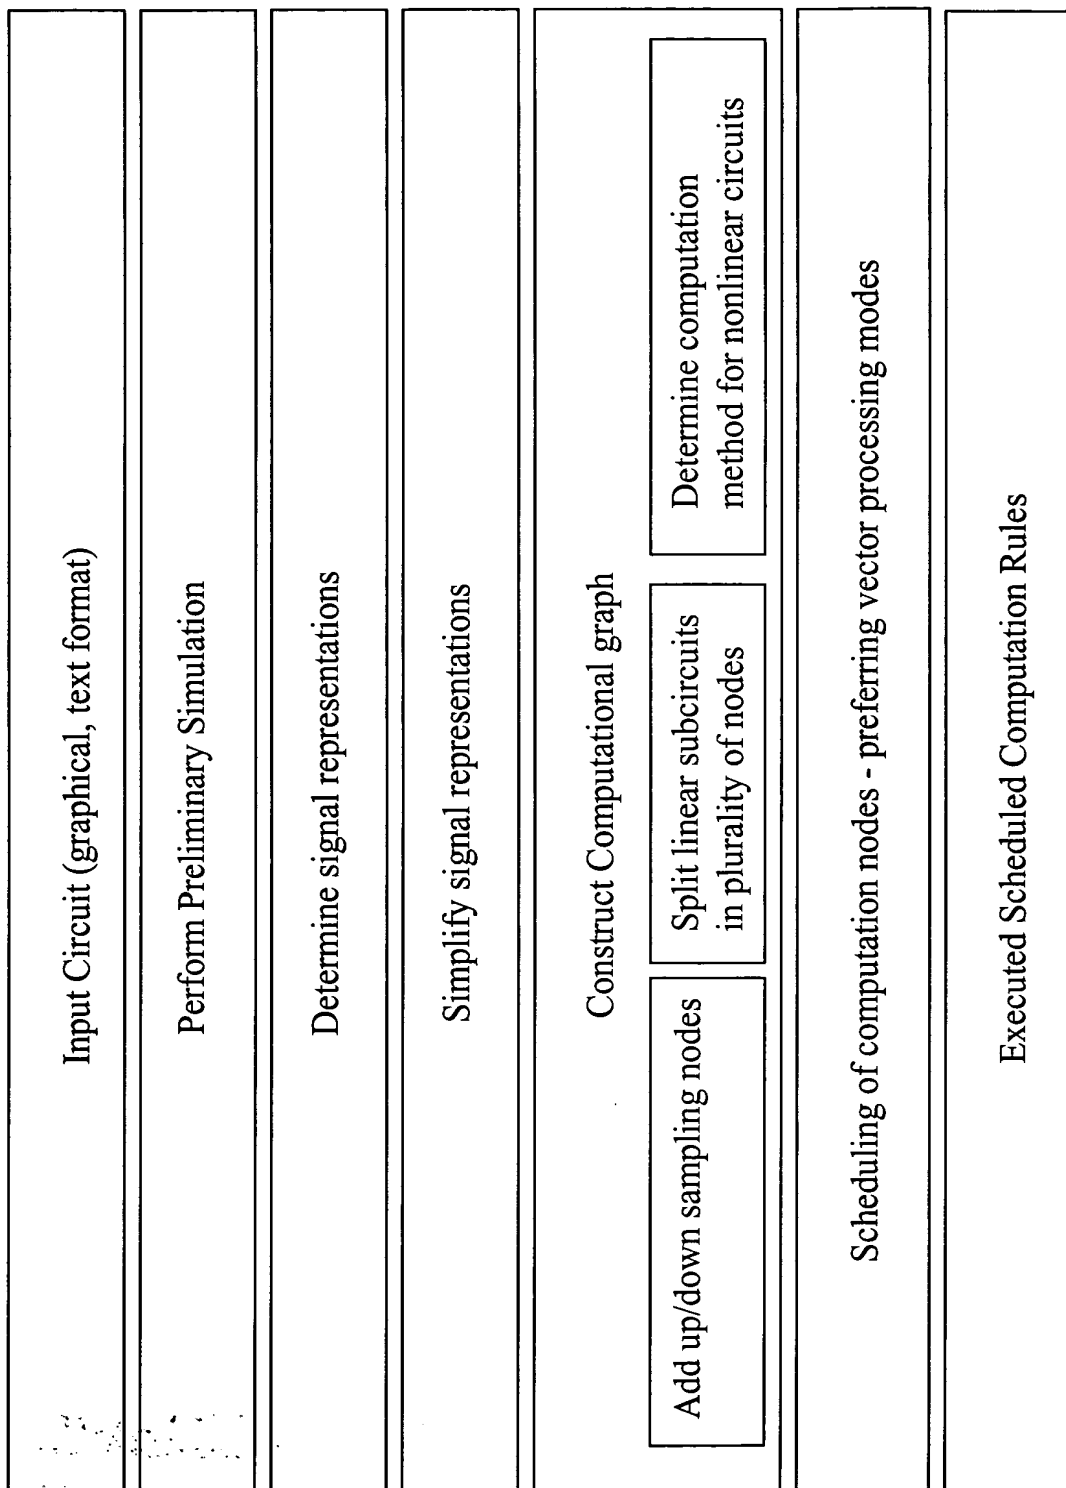 Input Circuit (graphical, text format)
Perform Preliminary Simulation
Determine signal representations
Simplify signal representations
Construct Computational graph
Add up/down sampling nodes
Split linear subcircuits
in plurality of nodes
Determine computation
method for nonlinear circuits
Scheduling of computation nodes - preferring vector processing modes
Executed Scheduled Computation Rules